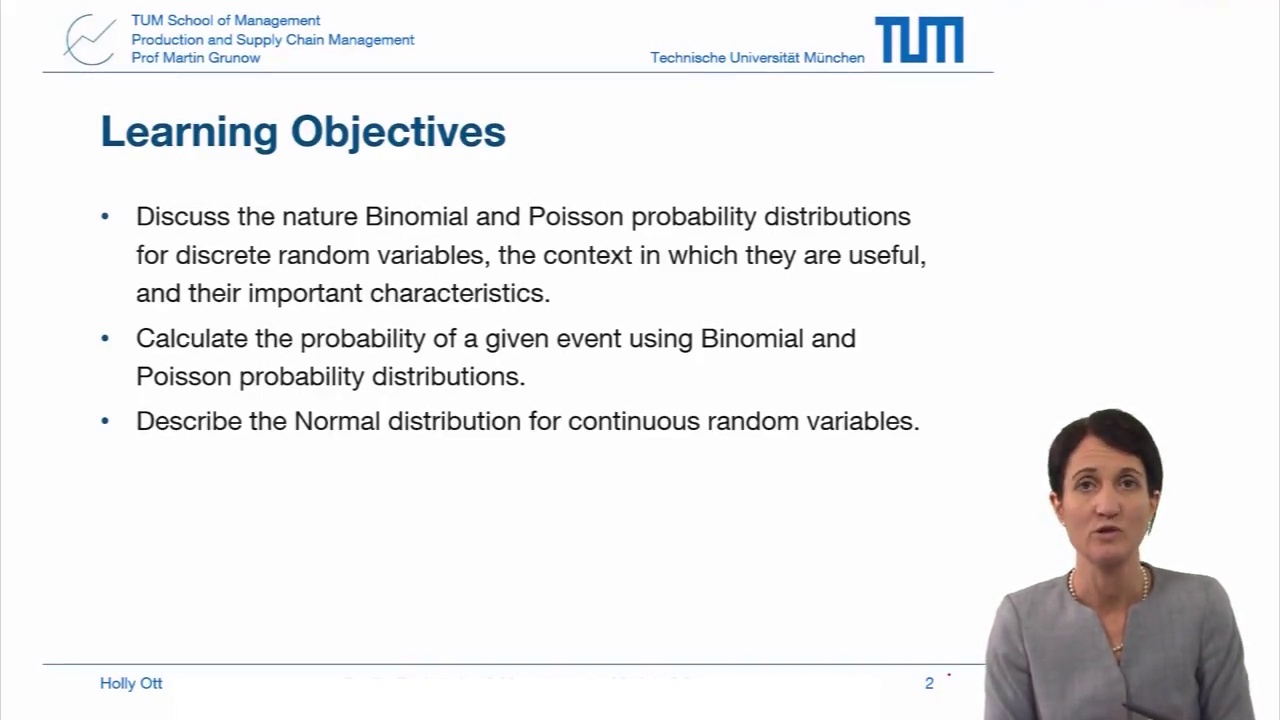 TUM School of Management
Production and Supply Chain Management
Prof Martin Grunow
Technische Universität München
TUM
Learning Objectives
• Discuss the nature Binomial and Poisson probability distributions
for discrete random variables, the context in which they are useful,
and their important characteristics.
• Calculate the probability of a given event using Binomial and
Poisson probability distributions.
• Describe the Normal distribution for continuous random variables.
Holly Ott
2